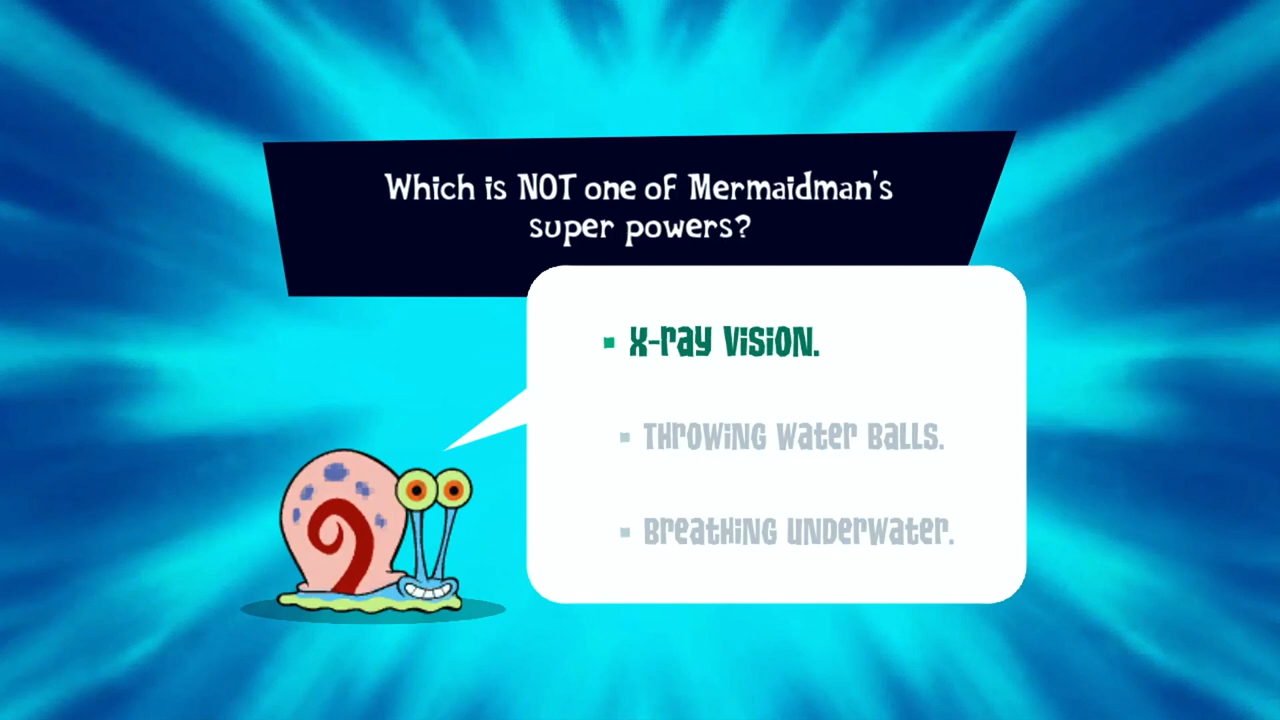 Which is NOT one of Mermaidman's
super powers?
X-ray vision.
Throwing water balls.
Breathing underwater.